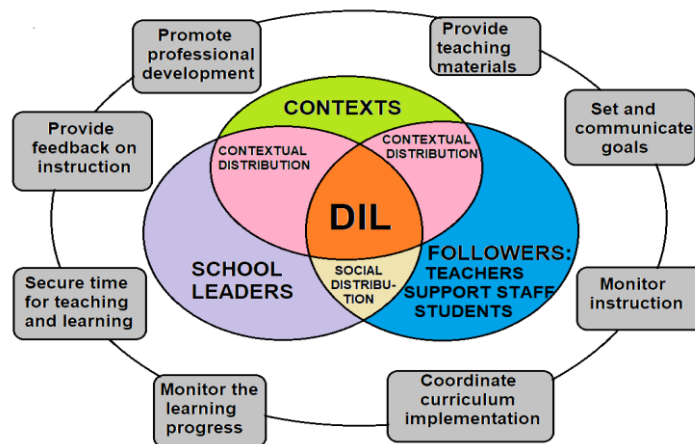 Promote
professional
development
Provide
teaching
materials
CONTEXTS
Set and
communicate
goals
Provide
feedback on
instruction
CONTEXTUAL
DISTRIBUTION
CONTEXTUAL
DISTRIBUTION
DIL
SCHOOL
LEADERS
SOCIAL
DISTRIBU-
TION
FOLLOWERS:
TEACHERS
SUPPORT STAFF
STUDENTS
Secure time
for teaching
and learning
Monitor
instruction
Monitor the
learning
progress
Coordinate
curriculum
implementation